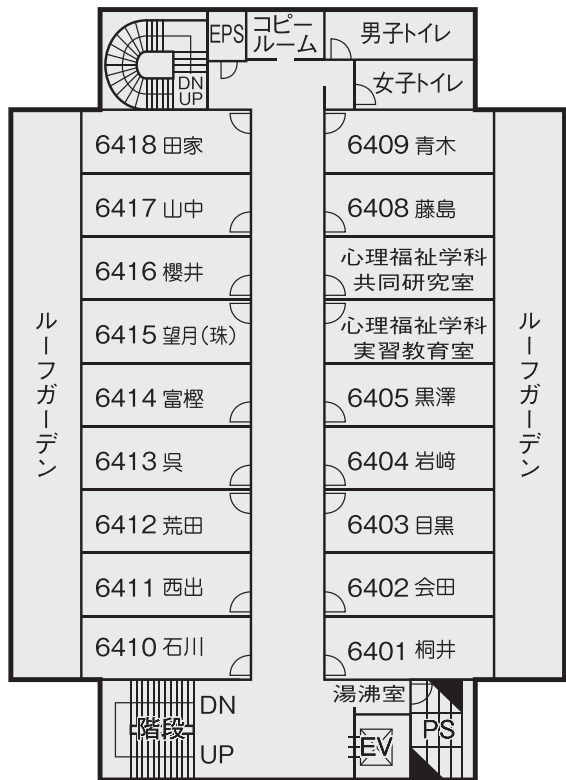 EPS
コピー
ルーム
男子トイレ
女子トイレ
DN
UP
6418 田家
6409 青木
6417 山中
6408 藤島
6416 櫻井
心理福祉学科
共同研究室
6415 望月(珠)
心理福祉学科
実習教育室
6414 富樫
6405 黒澤
6413 呉
6404 岩﨑
6412 荒田
6403 目黒
6411 西出
6402 会田
6410 石川
6401 桐井
ルーフガーデン
ルーフガーデン
湯沸室
DN
階段
UP
EV
PS